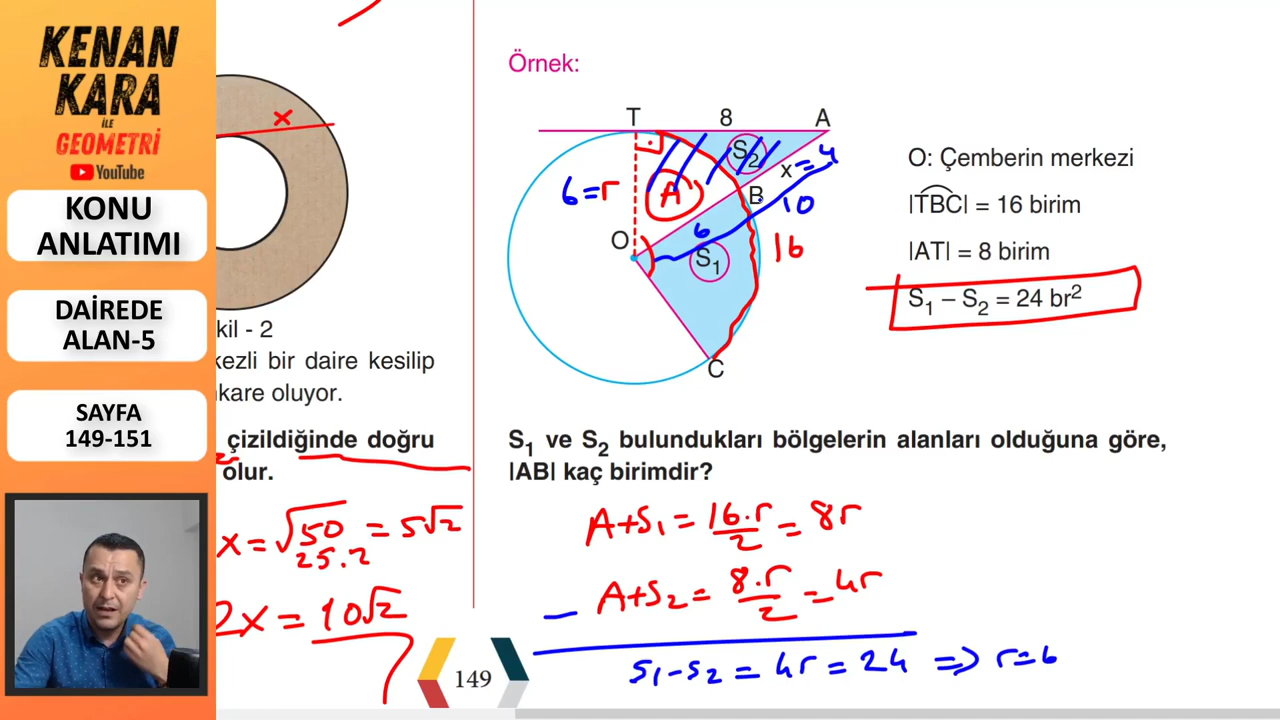 KENAN
KARA
İLE
GEOMETRİ
YouTube
KONU
ANLATIMI
DAİREDE
ALAN-5
SAYFA
149-151
x
kil - 2
kezli bir daire kesilip
nkare oluyor.
çizildiğinde doğru
olur.
x = √50 = 5√2
25.2
2x = 10√2
Örnek:
T 8 A
S2
x = 4
6 = r
A
B
10
O
6
16
S1
C
O: Çemberin merkezi
|TBC| = 16 birim
|AT| = 8 birim
S1 – S2 = 24 br²
S1 ve S2 bulundukları bölgelerin alanları olduğuna göre,
|AB| kaç birimdir?
A+S1 = 16.r/2 = 8r
A+S2 = 8.r/2 = 4r
–
S1-S2 = 4r = 24 ⇒ r=6
149